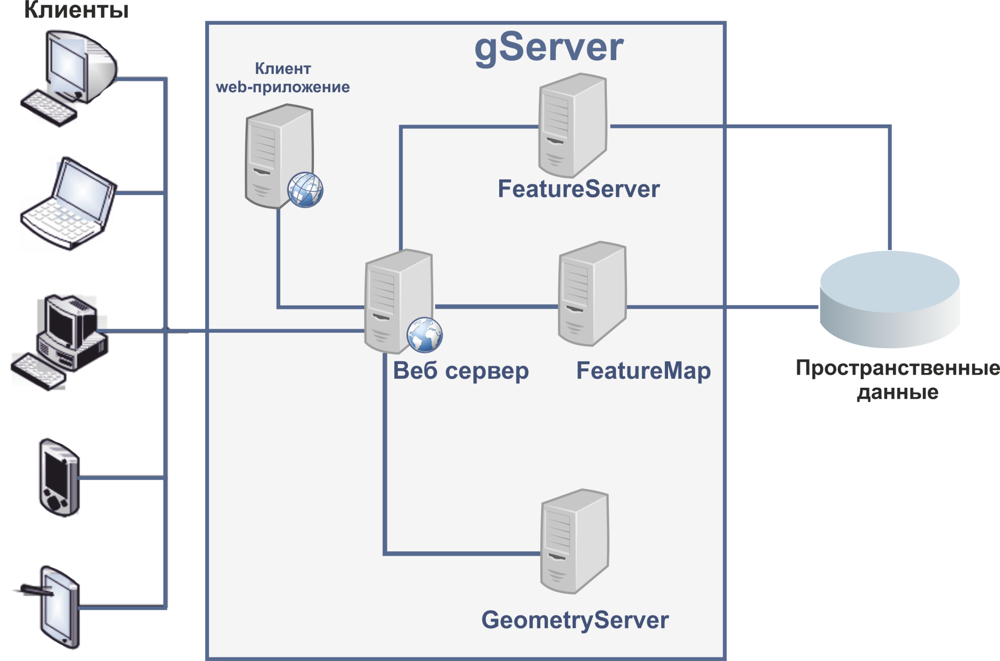 Клиенты
gServer
Клиент
web-приложение
FeatureServer
Веб сервер
FeatureMap
Пространственные
данные
GeometryServer